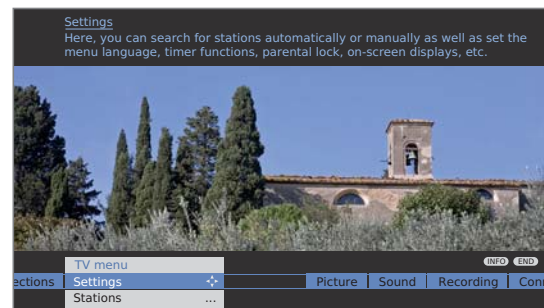 Settings
Here, you can search for stations automatically or manually as well as set the
menu language, timer functions, parental lock, on-screen displays, etc.
TV menu
INFO END
ections Settings Picture Sound Recording Conn
Stations ...